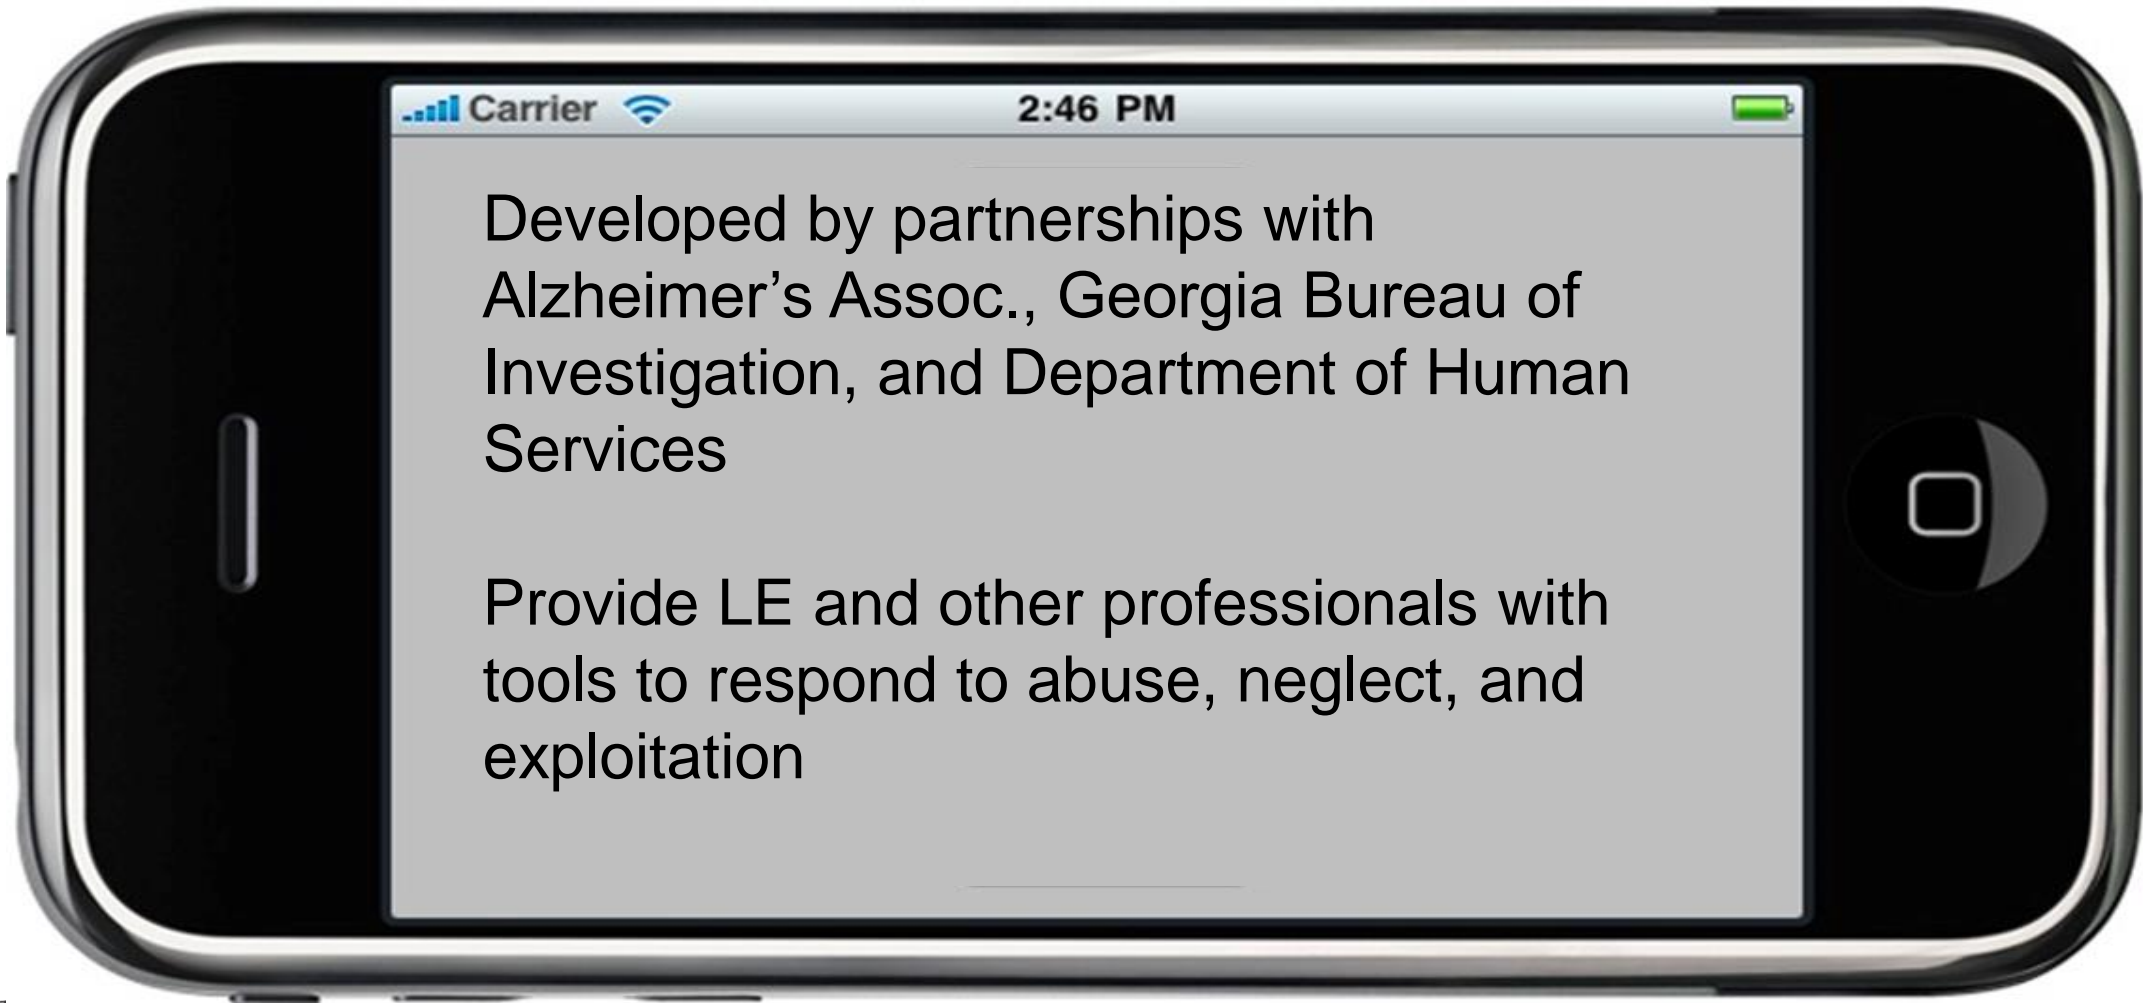 Carrier 2:46 PM
Developed by partnerships with
Alzheimer’s Assoc., Georgia Bureau of
Investigation, and Department of Human
Services
Provide LE and other professionals with
tools to respond to abuse, neglect, and
exploitation